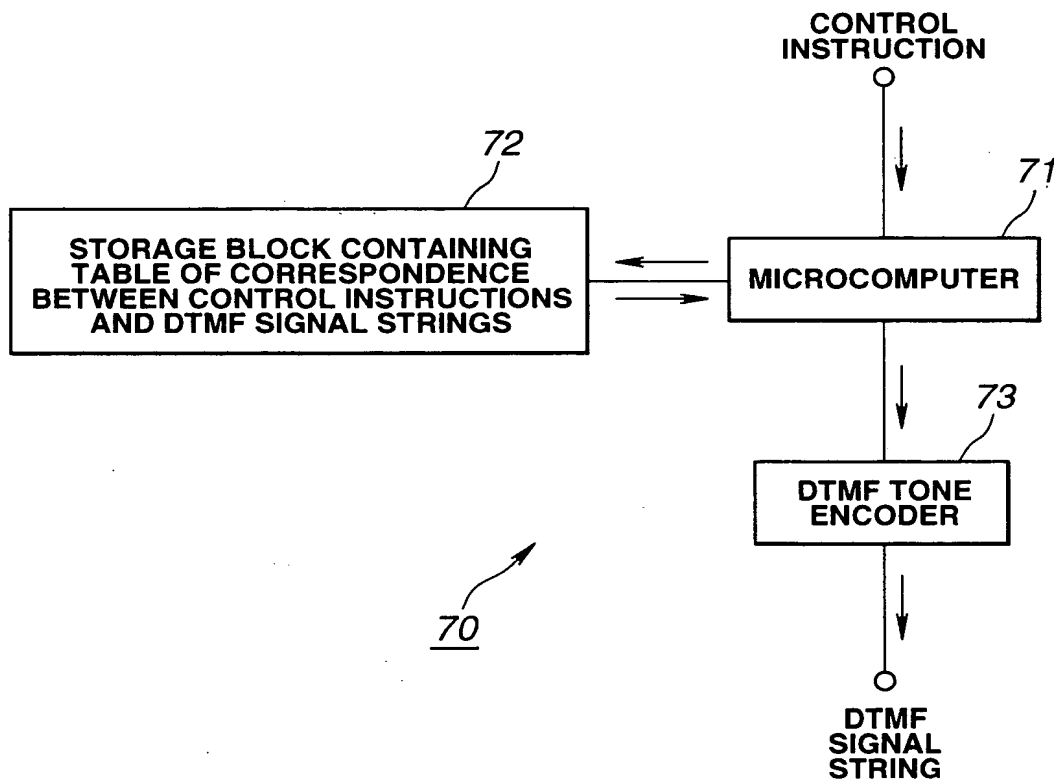 CONTROL
INSTRUCTION
72
71
STORAGE BLOCK CONTAINING
TABLE OF CORRESPONDENCE
BETWEEN CONTROL INSTRUCTIONS
AND DTMF SIGNAL STRINGS
MICROCOMPUTER
73
DTMF TONE
ENCODER
70
DTMF
SIGNAL
STRING